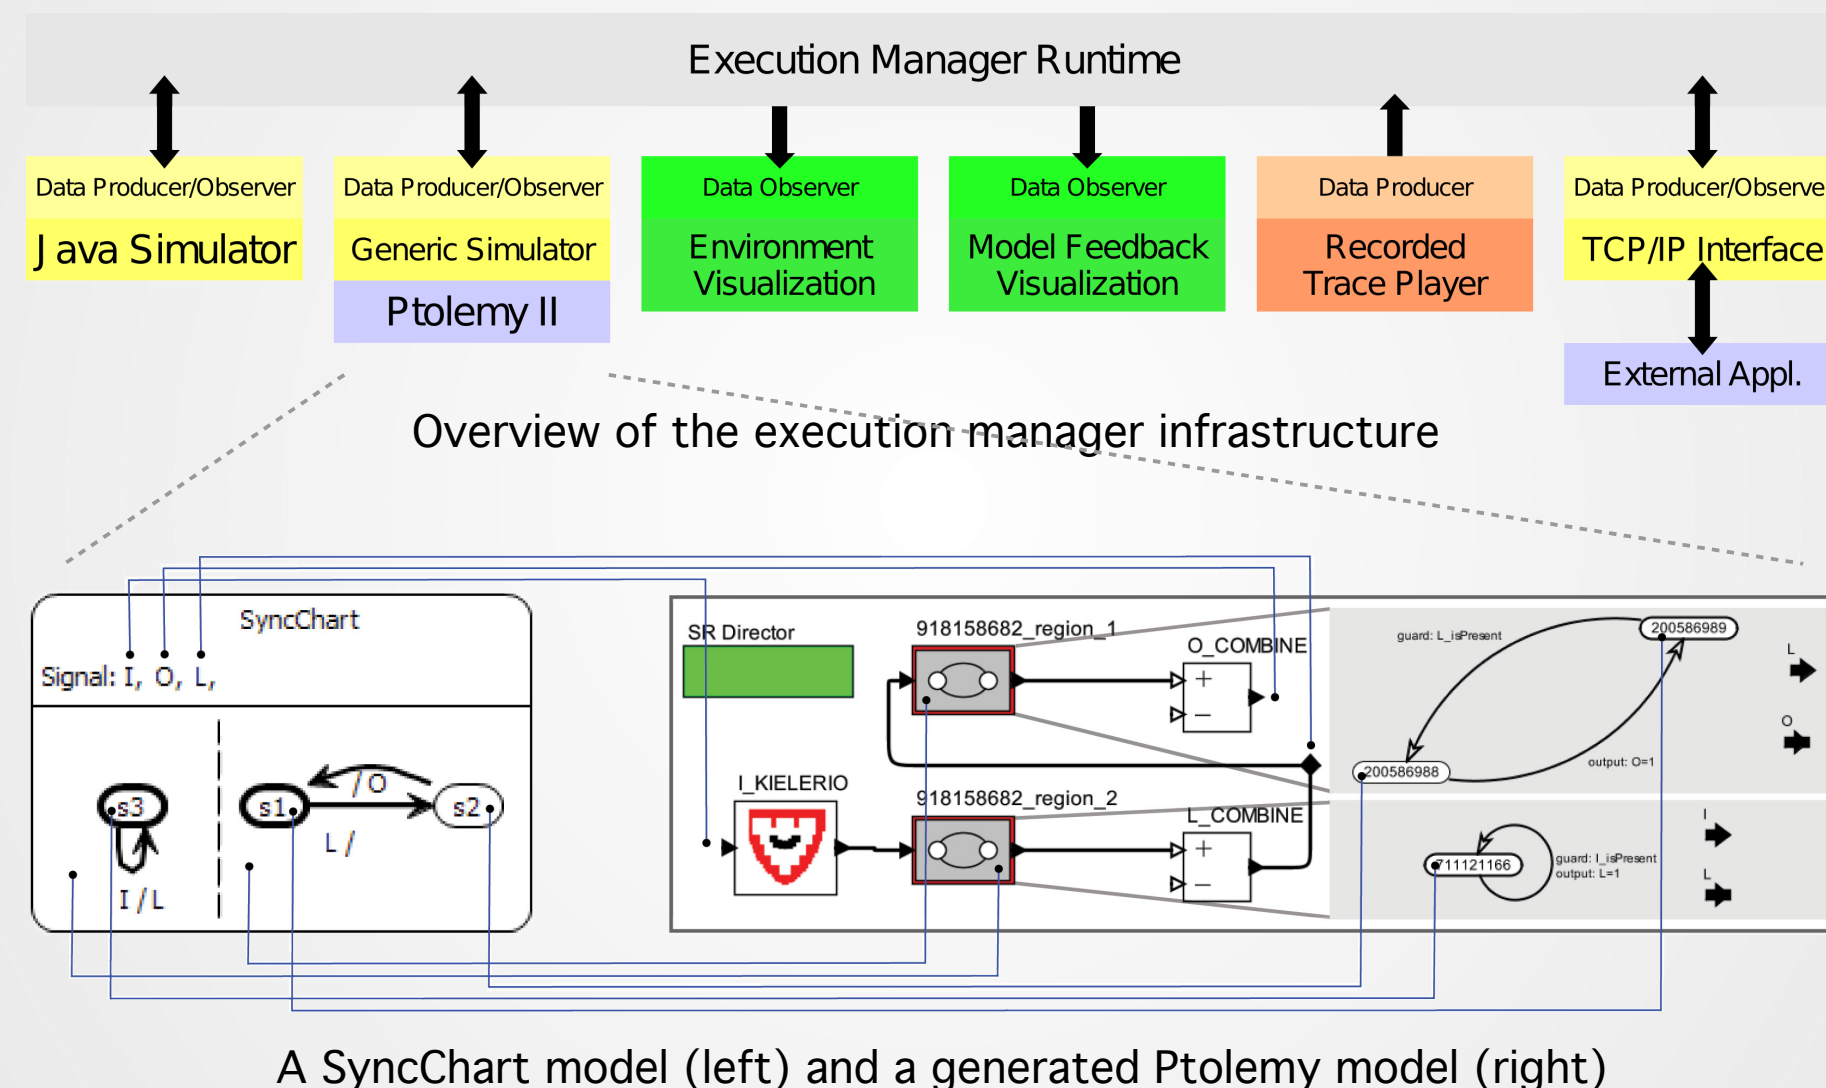 Execution Manager Runtime
Data Producer/Observer
Java Simulator
Data Producer/Observer
Generic Simulator
Ptolemy II
Data Observer
Environment
Visualization
Data Observer
Model Feedback
Visualization
Data Producer
Recorded
Trace Player
Data Producer/Observe
TCP/IP Interface
External Appl.
Overview of the execution manager infrastructure
SyncChart
Signal: I, O, L,
s3
I / L
s1
/ O
L /
s2
SR Director
918158682_region_1
O_COMBINE
+
−
I_KIELERIO
918158682_region_2
L_COMBINE
+
−
guard: L_isPresent
200586989
200586988
output: O=1
L
O
711121166
guard: I_isPresent
output: L=1
I
L
A SyncChart model (left) and a generated Ptolemy model (right)